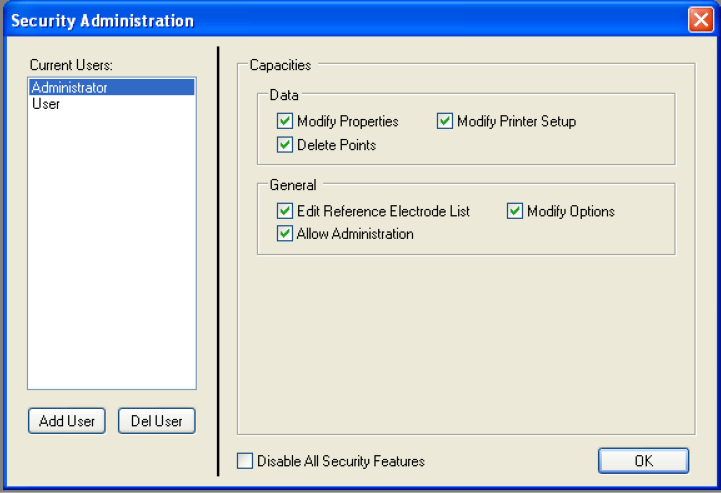 Security Administration
Current Users:
Administrator
User
Add User
Del User
Capacities
Data
Modify Properties
Modify Printer Setup
Delete Points
General
Edit Reference Electrode List
Modify Options
Allow Administration
Disable All Security Features
OK